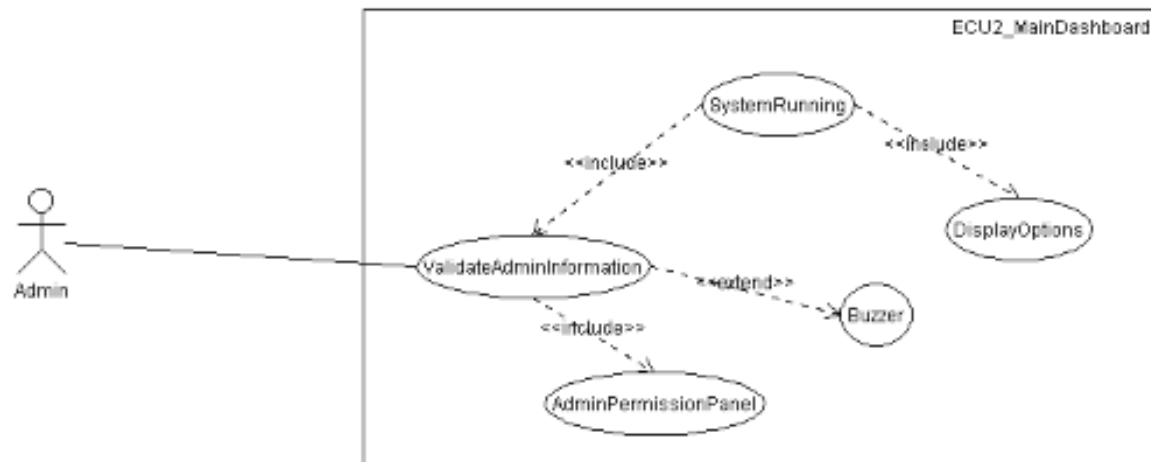 ECU2_MainDashboard
SystemRunning
<<include>>
<<include>>
DisplayOptions
ValidateAdminInformation
<<extend>>
Admin
Buzzer
<<include>>
AdminPermissionPanel